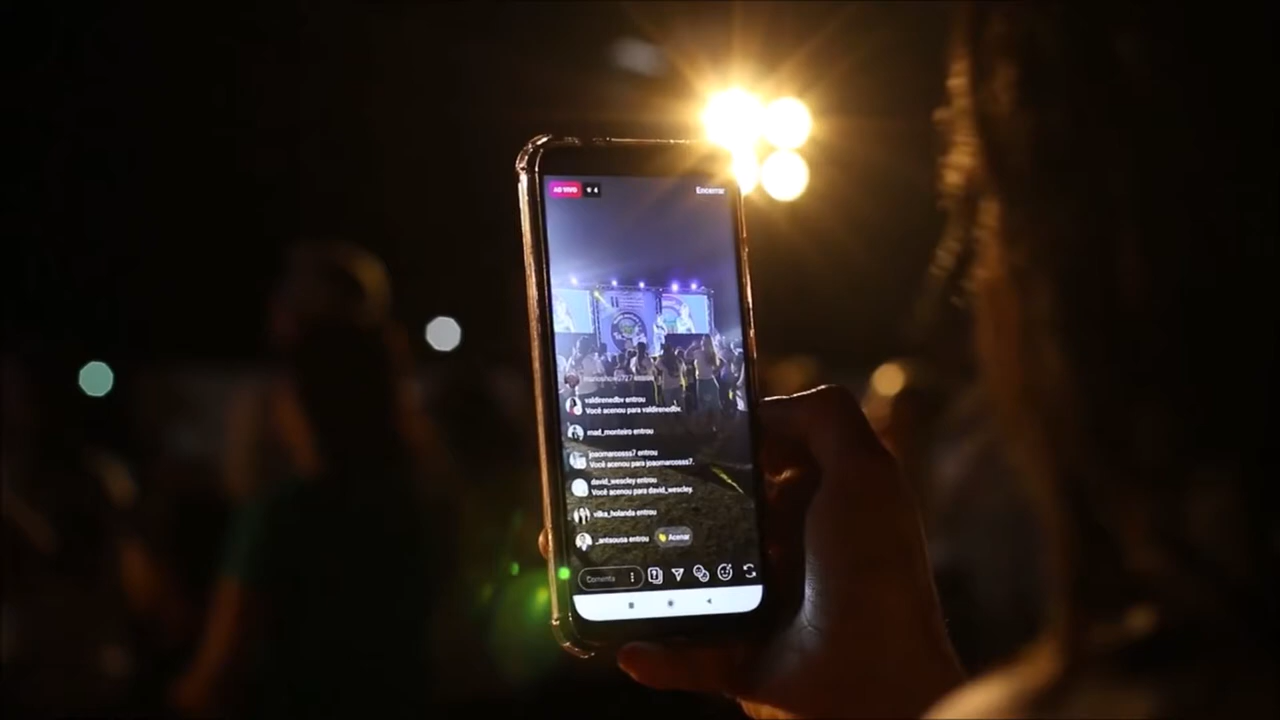 AO VIVO 4 Encerrar
valdirenedbv entrou
Você acenou para valdirenedbv.
mad_monteiro entrou
joaomarcosss7 entrou
Você acenou para joaomarcosss7.
david_wescley entrou
Você acenou para david_wescley.
vilka_holanda entrou
_antsousa entrou Acenar
Comenta